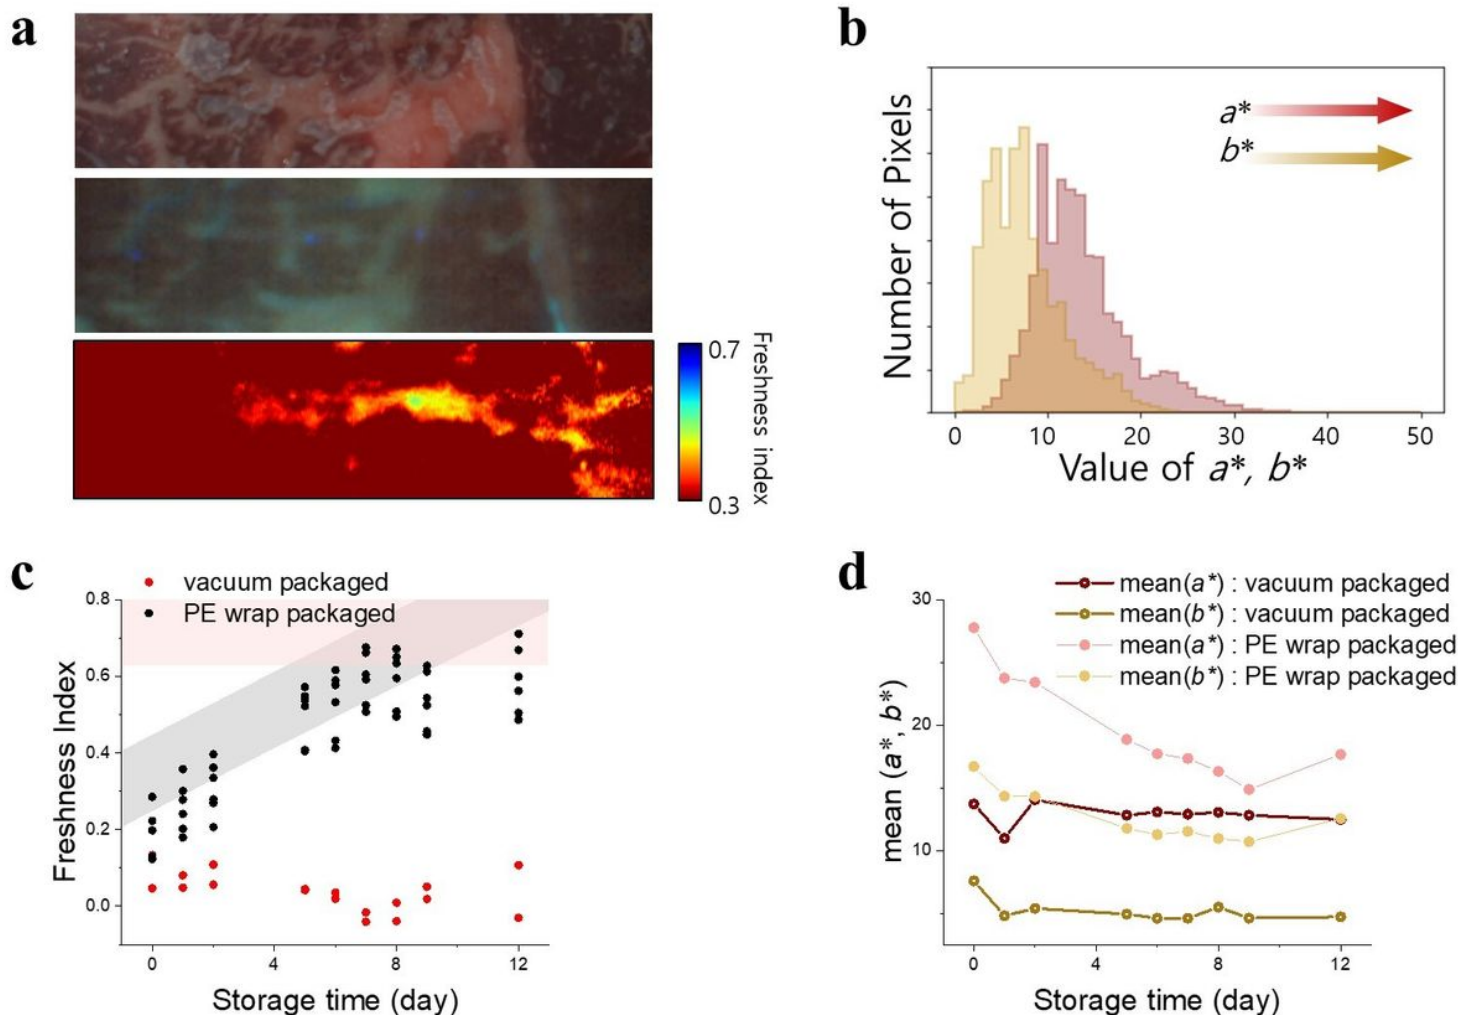 a
0.7
Freshness index
0.3
b
a*
b*
Number of Pixels
0 10 20 30 40 50
Value of a*, b*
c
vacuum packaged
PE wrap packaged
0.8
0.6
0.4
0.2
0.0
Freshness Index
0 4 8 12
Storage time (day)
d
mean(a*) : vacuum packaged
mean(b*) : vacuum packaged
mean(a*) : PE wrap packaged
mean(b*) : PE wrap packaged
30
20
10
mean (a*, b*)
0 4 8 12
Storage time (day)